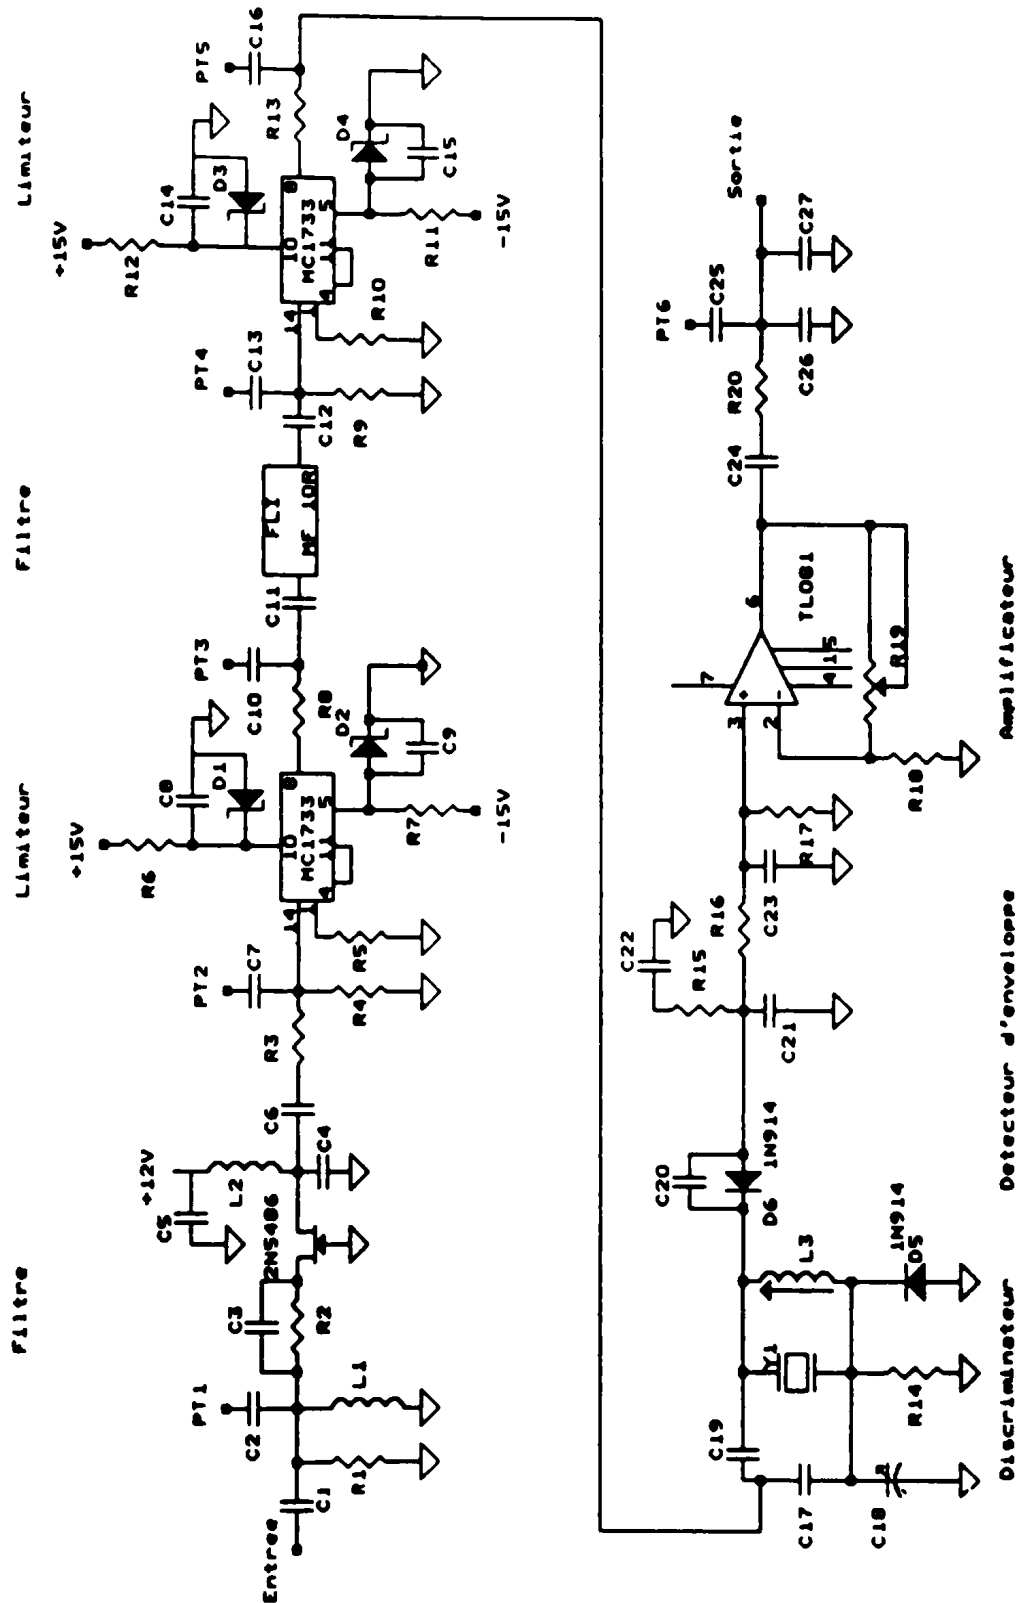 Filtre
Limiteur
Filtre
Limiteur
+12V
+15V
+15V
PT1
PT2
PT3
PT4
PT5
C5
L2
R6
C8
D1
R12
C14
D3
C2
C3
2N5486
C7
C10
C13
C16
Entree
C1
R1
L1
R2
C4
C6
R3
R4
R5
14
4
10
11
8
5
MC1733
R7
-15V
R8
D2
C9
C11
FL1
MF 10R
C12
R9
14
4
10
11
8
5
MC1733
R10
R11
-15V
R13
D4
C15
C19
C17
C18
Y1
R14
L3
1N914
D5
C20
D6
1N914
C22
R15
C21
R16
C23
R17
3
2
+
-
7
4
1
5
6
TL081
R18
R19
C24
R20
PT6
C25
C26
C27
Sortie
Discriminateur
Detecteur d'enveloppe
Amplificateur